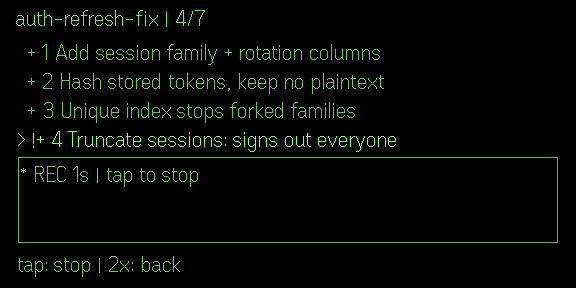 auth-refresh-fix | 4/7
+ 1 Add session family + rotation columns
+ 2 Hash stored tokens, keep no plaintext
+ 3 Unique index stops forked families
> !+ 4 Truncate sessions: signs out everyone
* REC 1s | tap to stop
tap: stop | 2x: back